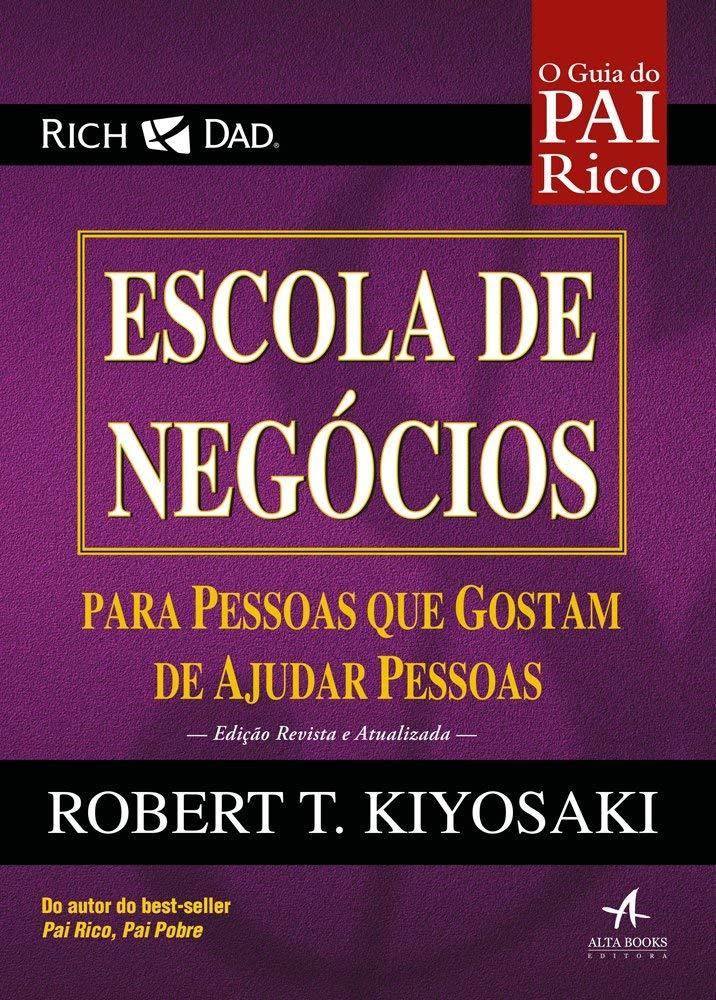 O Guia do
PAI
Rico
RICH DAD®
ESCOLA DE
NEGÓCIOS
PARA PESSOAS QUE GOSTAM
DE AJUDAR PESSOAS
— Edição Revista e Atualizada —
ROBERT T. KIYOSAKI
Do autor do best-seller
Pai Rico, Pai Pobre
ALTA BOOKS
EDITORA